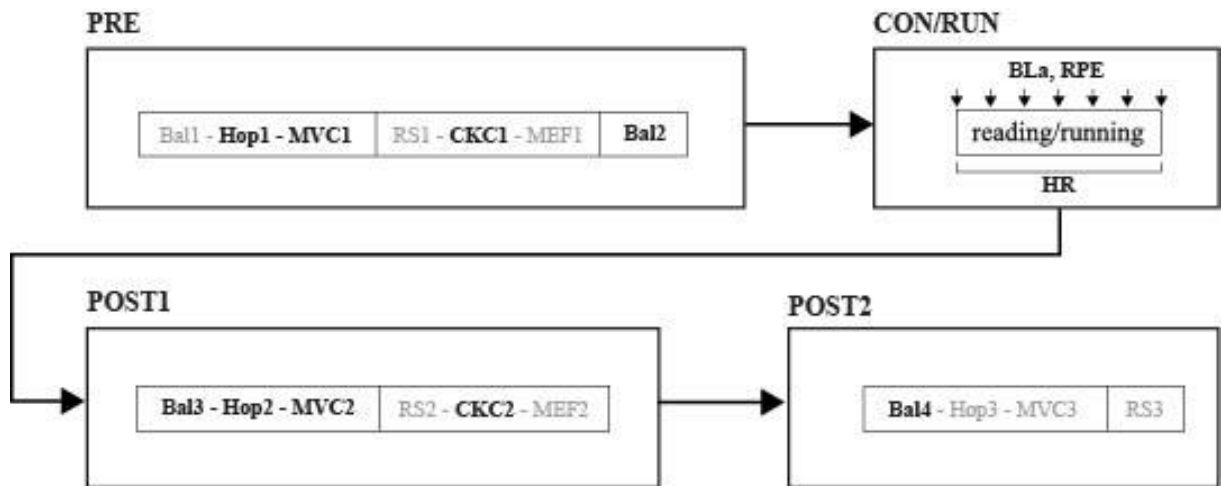 PRE
CON/RUN
BLa, RPE
Bal1 - Hop1 - MVC1 RS1 - CKC1 - MEF1 Bal2
reading/running
HR
POST1
POST2
Bal3 - Hop2 - MVC2 RS2 - CKC2 - MEF2
Bal4 - Hop3 - MVC3 RS3